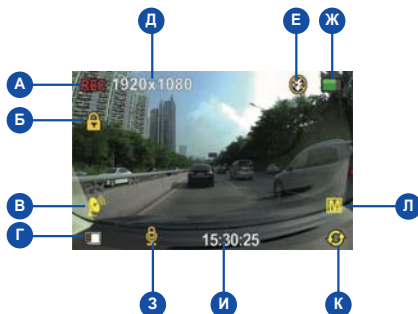 Д Е Ж
А REC 1920x1080
Б
В M Л
Г 15:30:25
З И К